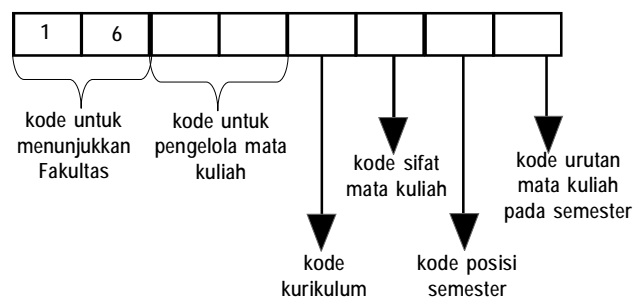 1 6
kode untuk
menunjukkan
Fakultas
kode untuk
pengelola mata
kuliah
kode sifat
mata kuliah
kode urutan
mata kuliah
pada semester
kode
kurikulum
kode posisi
semester